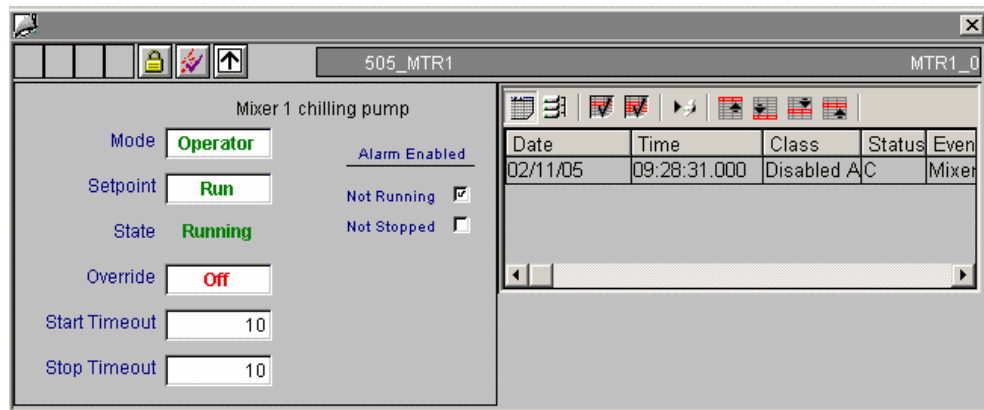 505_MTR1 MTR1_0
Mixer 1 chilling pump
Mode Operator
Setpoint Run
State Running
Override Off
Start Timeout 10
Stop Timeout 10
Alarm Enabled
Not Running
Not Stopped
Date Time Class Status Even
02/11/05 09:28:31.000 Disabled A C Mixer